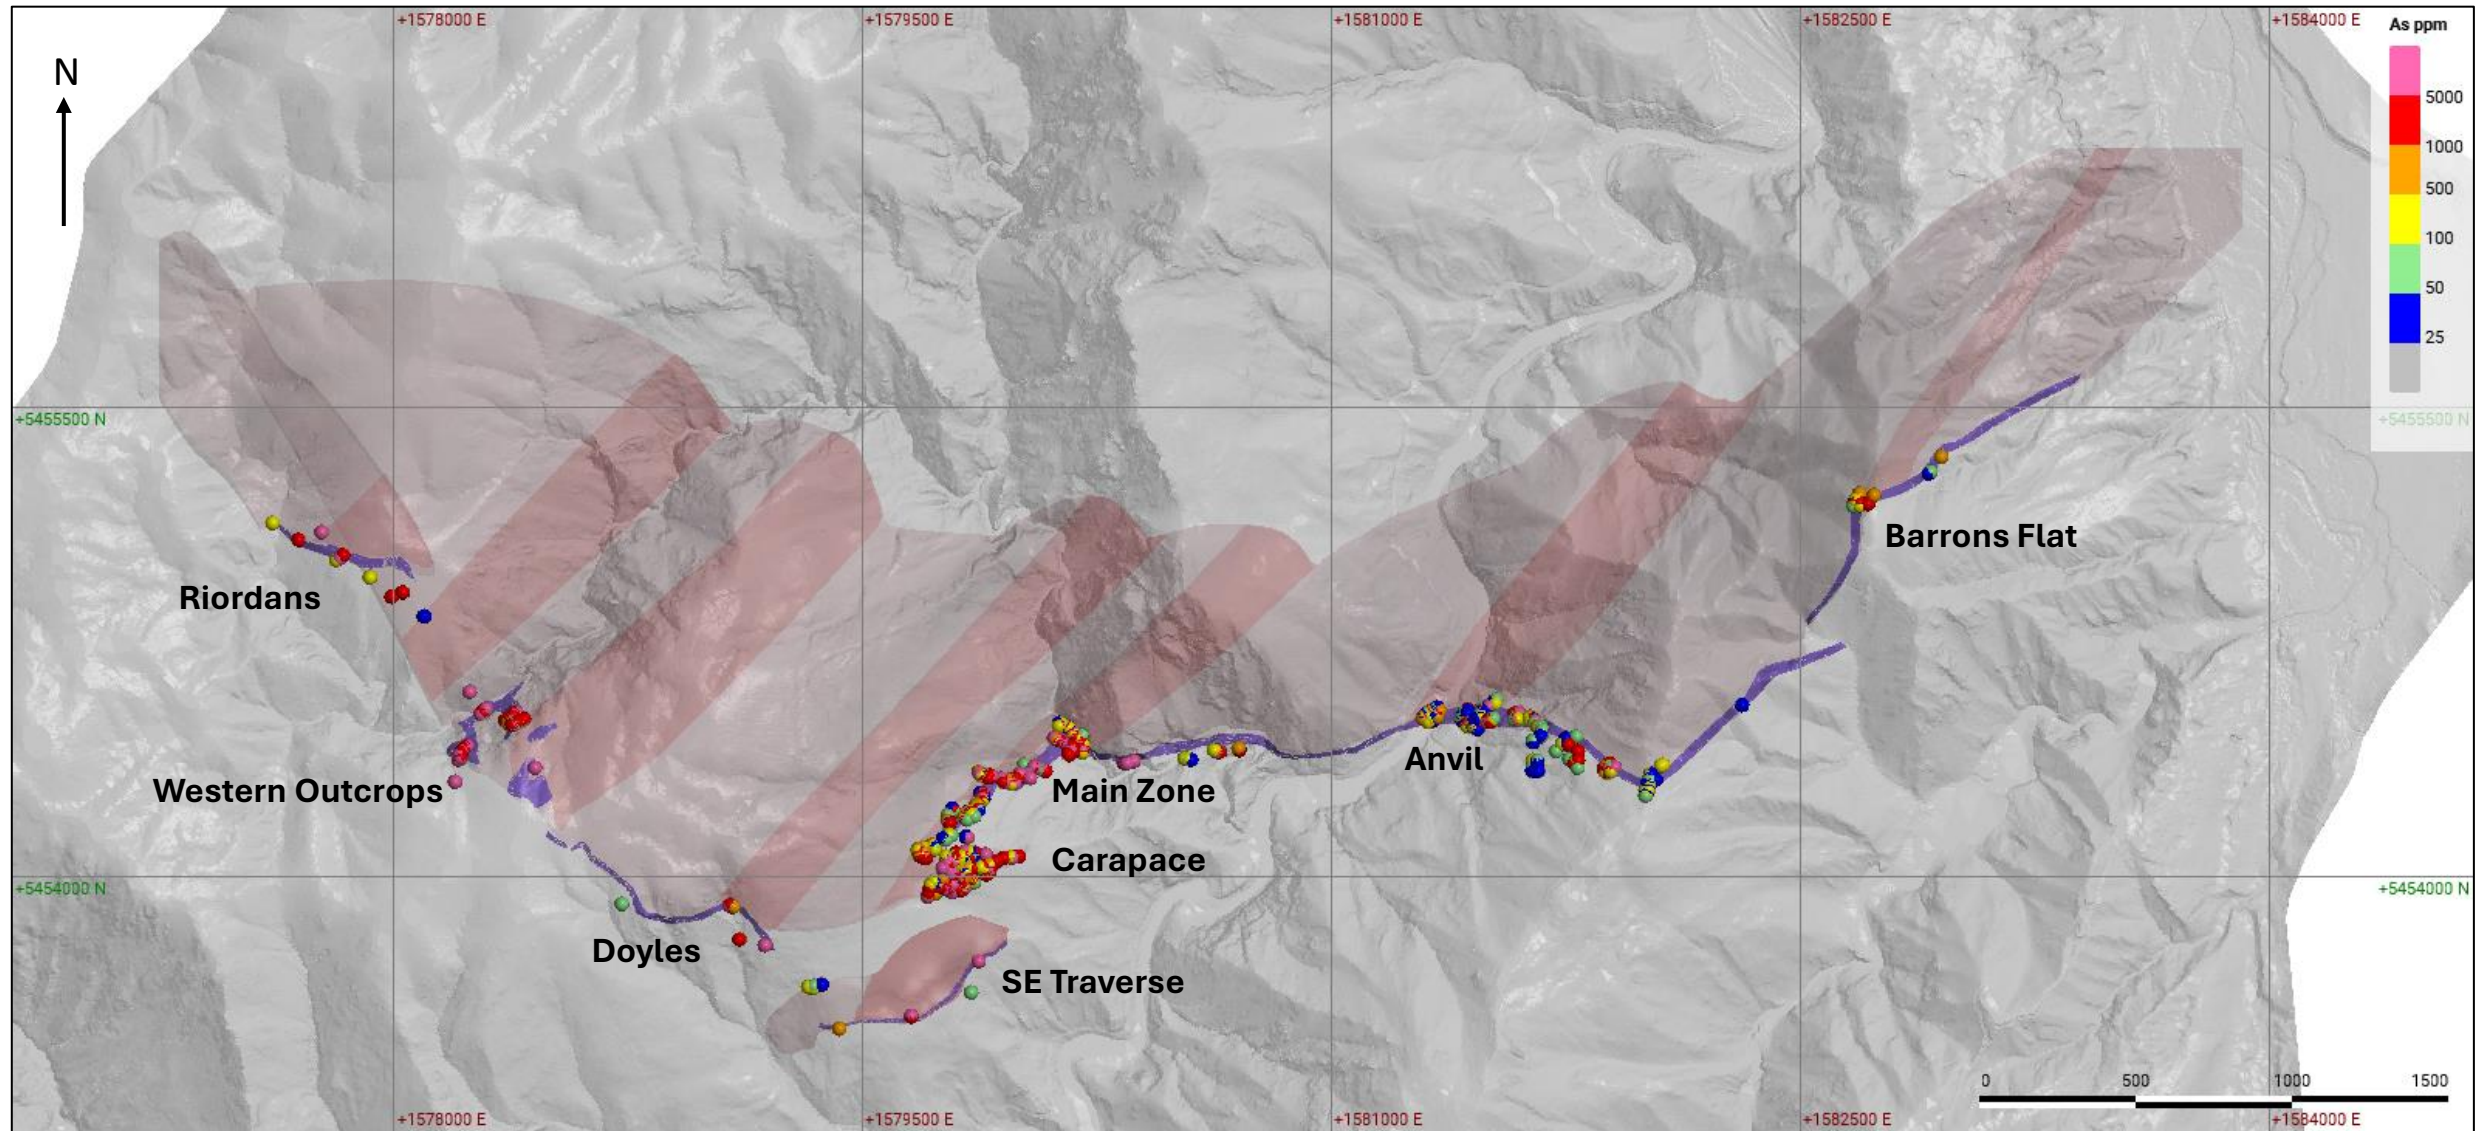 +1578000 E
+1579500 E
+1581000 E
+1582500 E
+1584000 E
As ppm
N
5000
1000
500
100
50
25
+5455500 N
+5455500 N
Barrons Flat
Riordans
Anvil
Western Outcrops
Main Zone
Carapace
+5454000 N
+5454000 N
Doyles
SE Traverse
0 500 1000 1500
+1578000 E
+1579500 E
+1581000 E
+1582500 E
+1584000 E